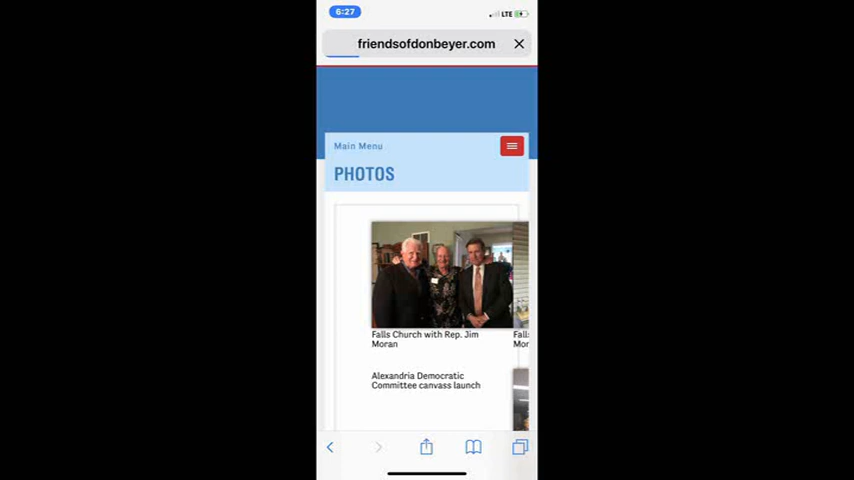 6:27
LTE
friendsofdonbeyer.com
Main Menu
PHOTOS
Falls Church with Rep. Jim
Moran
Alexandria Democratic
Committee canvass launch